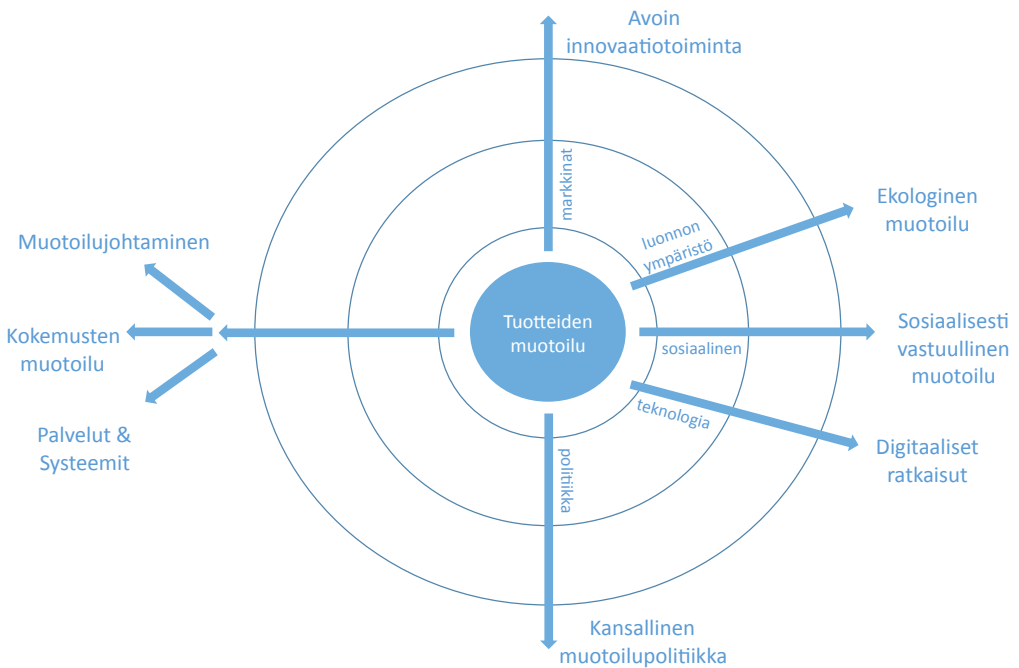 Avoin
innovaatiotoiminta
markkinat
luonnon
ympäristö
Ekologinen
muotoilu
Muotoilujohtaminen
Kokemusten
muotoilu
Palvelut &
Systeemit
Tuotteiden
muotoilu
sosiaalinen
Sosiaalisesti
vastuullinen
muotoilu
teknologia
Digitaaliset
ratkaisut
politiikka
Kansallinen
muotoilupolitiikka